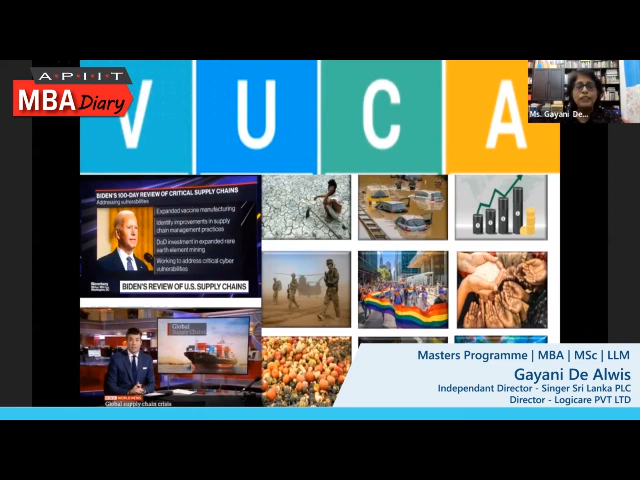 A•P•I•I•T
MBA Diary
V U C A
Ms. Gayani De...
BIDEN'S 100-DAY REVIEW OF CRITICAL SUPPLY CHAINS
Addressing vulnerabilities
Expanded vaccine manufacturing
Identify improvements in supply
chain management practices
DoD investment in expanded rare
earth element mining
Working to address critical cyber
vulnerabilities
Bloomberg
BIDEN'S REVIEW OF U.S. SUPPLY CHAINS
Global
Supply Chain
BBC WORLD NEWS
Global supply chain crisis
Masters Programme | MBA | MSc | LLM
Gayani De Alwis
Independant Director - Singer Sri Lanka PLC
Director - Logicare PVT LTD